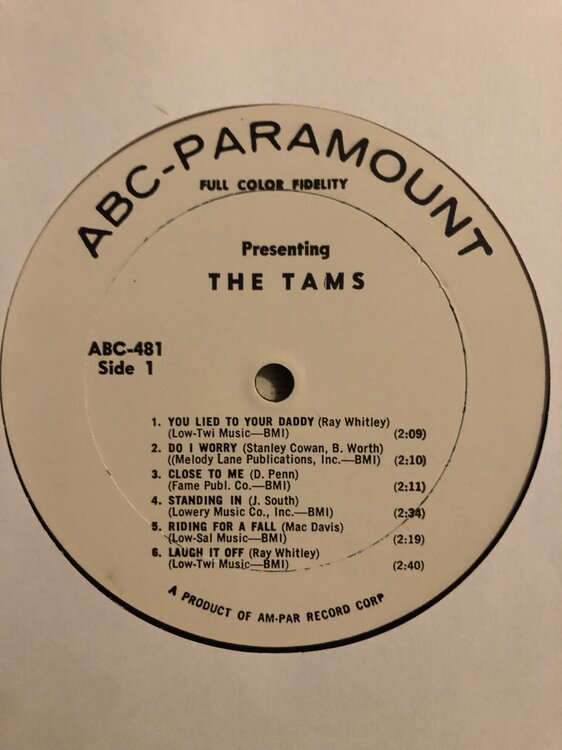 ABC-PARAMOUNT
FULL COLOR FIDELITY
Presenting
THE TAMS
ABC-481
Side 1
1. YOU LIED TO YOUR DADDY (Ray Whitley)
(Low-Twi Music—BMI) (2:09)
2. DO I WORRY (Stanley Cowan, B. Worth)
((Melody Lane Publications, Inc.—BMI) (2:10)
3. CLOSE TO ME (D. Penn)
(Fame Publ. Co.—BMI) (2:11)
4. STANDING IN (J. South)
(Lowery Music Co., Inc.—BMI) (2:34)
5. RIDING FOR A FALL (Mac Davis)
(Low-Sal Music—BMI) (2:19)
6. LAUGH IT OFF (Ray Whitley)
(Low-Twi Music—BMI) (2:40)
A PRODUCT OF AM-PAR RECORD CORP